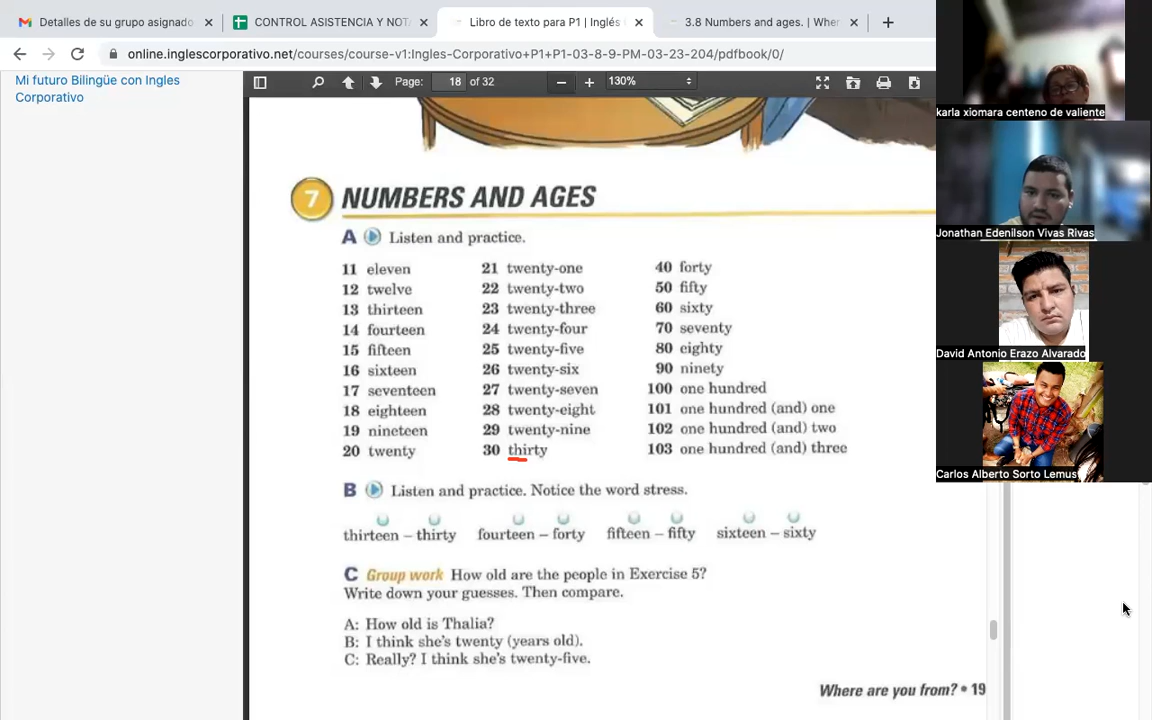 Detalles de su grupo asignado
CONTROL ASISTENCIA Y NOT
Libro de texto para P1 | Inglés
3.8 Numbers and ages. | Wher
online.inglescorporativo.net/courses/course-v1:Ingles-Corporativo+P1+P1-03-8-9-PM-03-23-204/pdfbook/0/
Mi futuro Bilingüe con Ingles
Corporativo
Page: 18 of 32
130%
7 NUMBERS AND AGES
A Listen and practice.
11 eleven 21 twenty-one 40 forty
12 twelve 22 twenty-two 50 fifty
13 thirteen 23 twenty-three 60 sixty
14 fourteen 24 twenty-four 70 seventy
15 fifteen 25 twenty-five 80 eighty
16 sixteen 26 twenty-six 90 ninety
17 seventeen 27 twenty-seven 100 one hundred
18 eighteen 28 twenty-eight 101 one hundred (and) one
19 nineteen 29 twenty-nine 102 one hundred (and) two
20 twenty 30 thirty 103 one hundred (and) three
B Listen and practice. Notice the word stress.
thirteen – thirty fourteen – forty fifteen – fifty sixteen – sixty
C Group work How old are the people in Exercise 5?
Write down your guesses. Then compare.
A: How old is Thalia?
B: I think she's twenty (years old).
C: Really? I think she's twenty-five.
Where are you from? • 19
karla xiomara centeno de valiente
Jonathan Edenilson Vivas Rivas
David Antonio Erazo Alvarado
Carlos Alberto Sorto Lemus